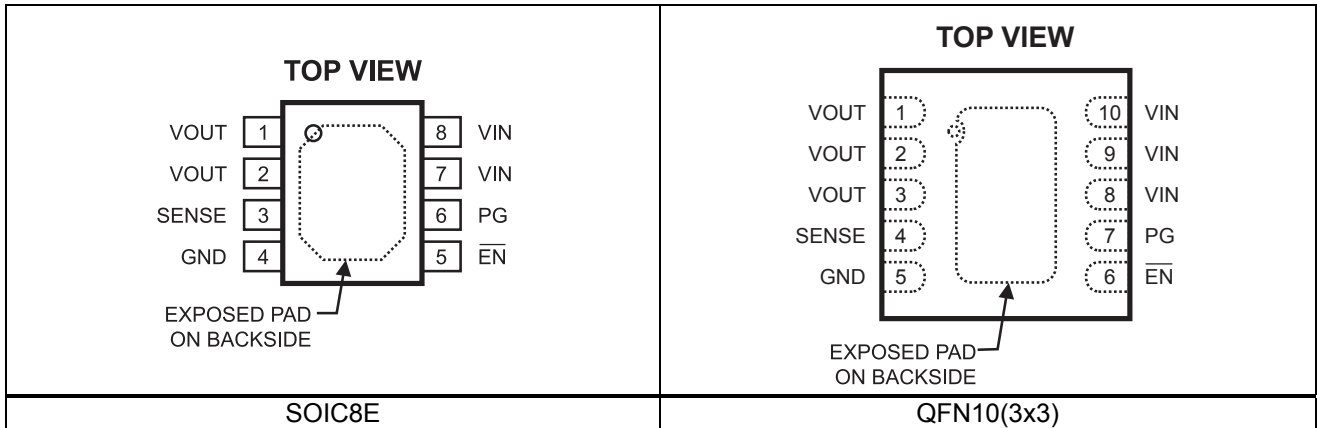 TOP VIEW
VOUT 1 8 VIN
VOUT 2 7 VIN
SENSE 3 6 PG
GND 4 5 EN
EXPOSED PAD
ON BACKSIDE
SOIC8E
TOP VIEW
VOUT 1 10 VIN
VOUT 2 9 VIN
VOUT 3 8 VIN
SENSE 4 7 PG
GND 5 6 EN
EXPOSED PAD
ON BACKSIDE
QFN10(3x3)